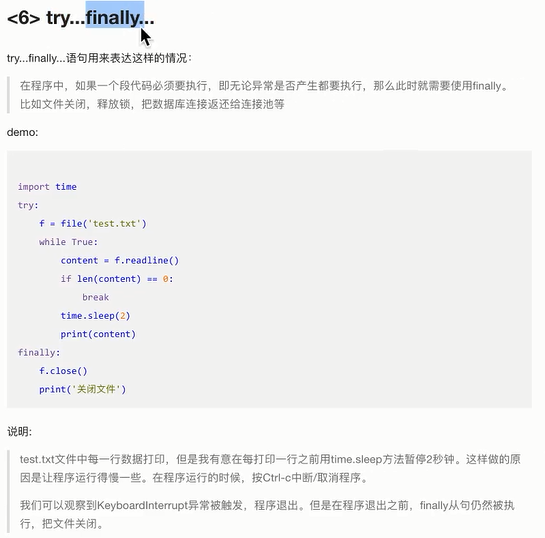 <6> try...finally...
try...finally...语句用来表达这样的情况：
在程序中，如果一个段代码必须要执行，即无论异常是否产生都要执行，那么此时就需要使用finally。
比如文件关闭，释放锁，把数据库连接返还给连接池等
demo:
import time
try:
    f = file('test.txt')
    while True:
        content = f.readline()
        if len(content) == 0:
            break
        time.sleep(2)
        print(content)
finally:
    f.close()
    print('关闭文件')
说明:
test.txt文件中每一行数据打印，但是我有意在每打印一行之前用time.sleep方法暂停2秒钟。这样做的原
因是让程序运行得慢一些。在程序运行的时候，按Ctrl-c中断/取消程序。
我们可以观察到KeyboardInterrupt异常被触发，程序退出。但是在程序退出之前，finally从句仍然被执
行，把文件关闭。